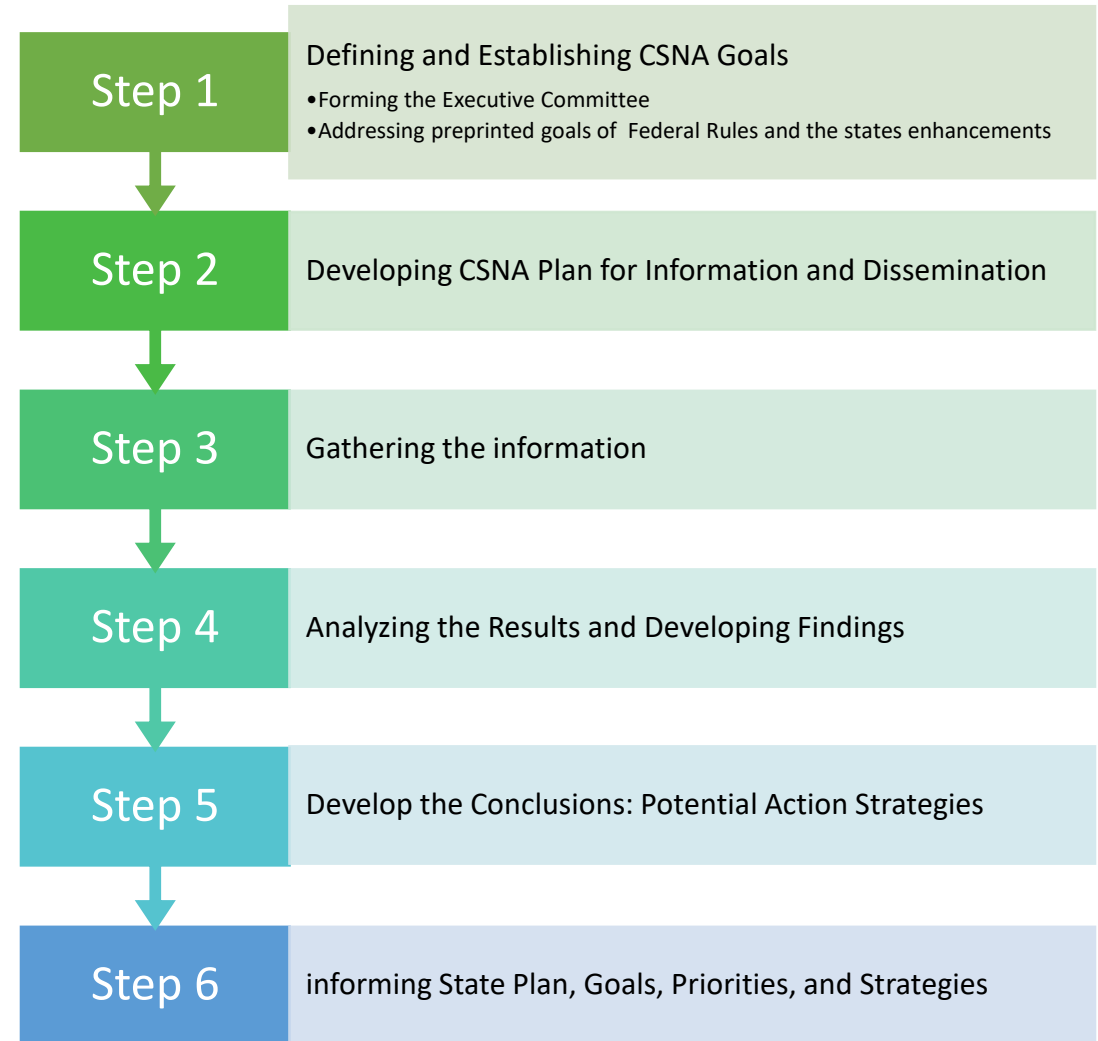 Step 1
Defining and Establishing CSNA Goals
•Forming the Executive Committee
•Addressing preprinted goals of  Federal Rules and the states enhancements
Step 2
Developing CSNA Plan for Information and Dissemination
Step 3
Gathering the information
Step 4
Analyzing the Results and Developing Findings
Step 5
Develop the Conclusions: Potential Action Strategies
Step 6
informing State Plan, Goals, Priorities, and Strategies